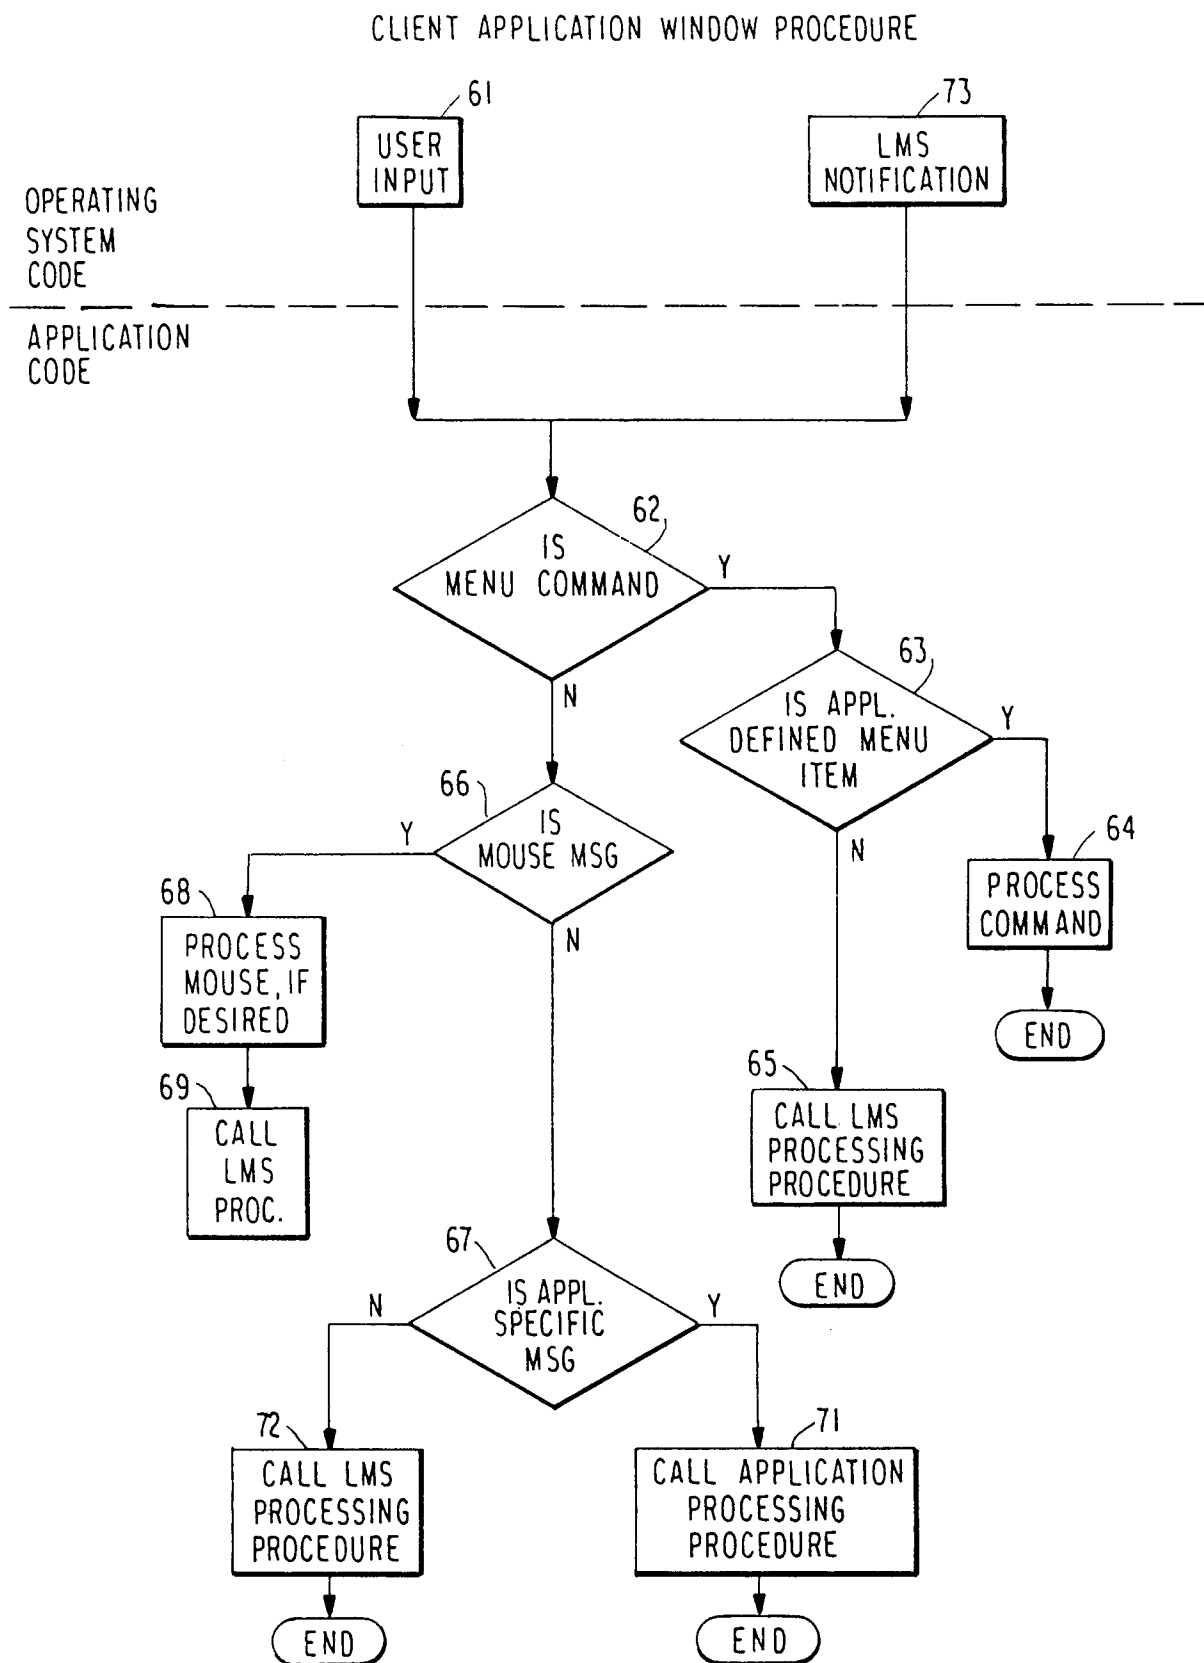 CLIENT APPLICATION WINDOW PROCEDURE
61
73
USER
INPUT
LMS
NOTIFICATION
OPERATING
SYSTEM
CODE
APPLICATION
CODE
62
IS
MENU COMMAND
Y
N
63
IS APPL.
DEFINED MENU
ITEM
Y
N
66
IS
MOUSE MSG
Y
N
64
PROCESS
COMMAND
END
68
PROCESS
MOUSE, IF
DESIRED
69
CALL
LMS
PROC.
65
CALL LMS
PROCESSING
PROCEDURE
END
67
IS APPL.
SPECIFIC
MSG
N
Y
72
CALL LMS
PROCESSING
PROCEDURE
END
71
CALL APPLICATION
PROCESSING
PROCEDURE
END